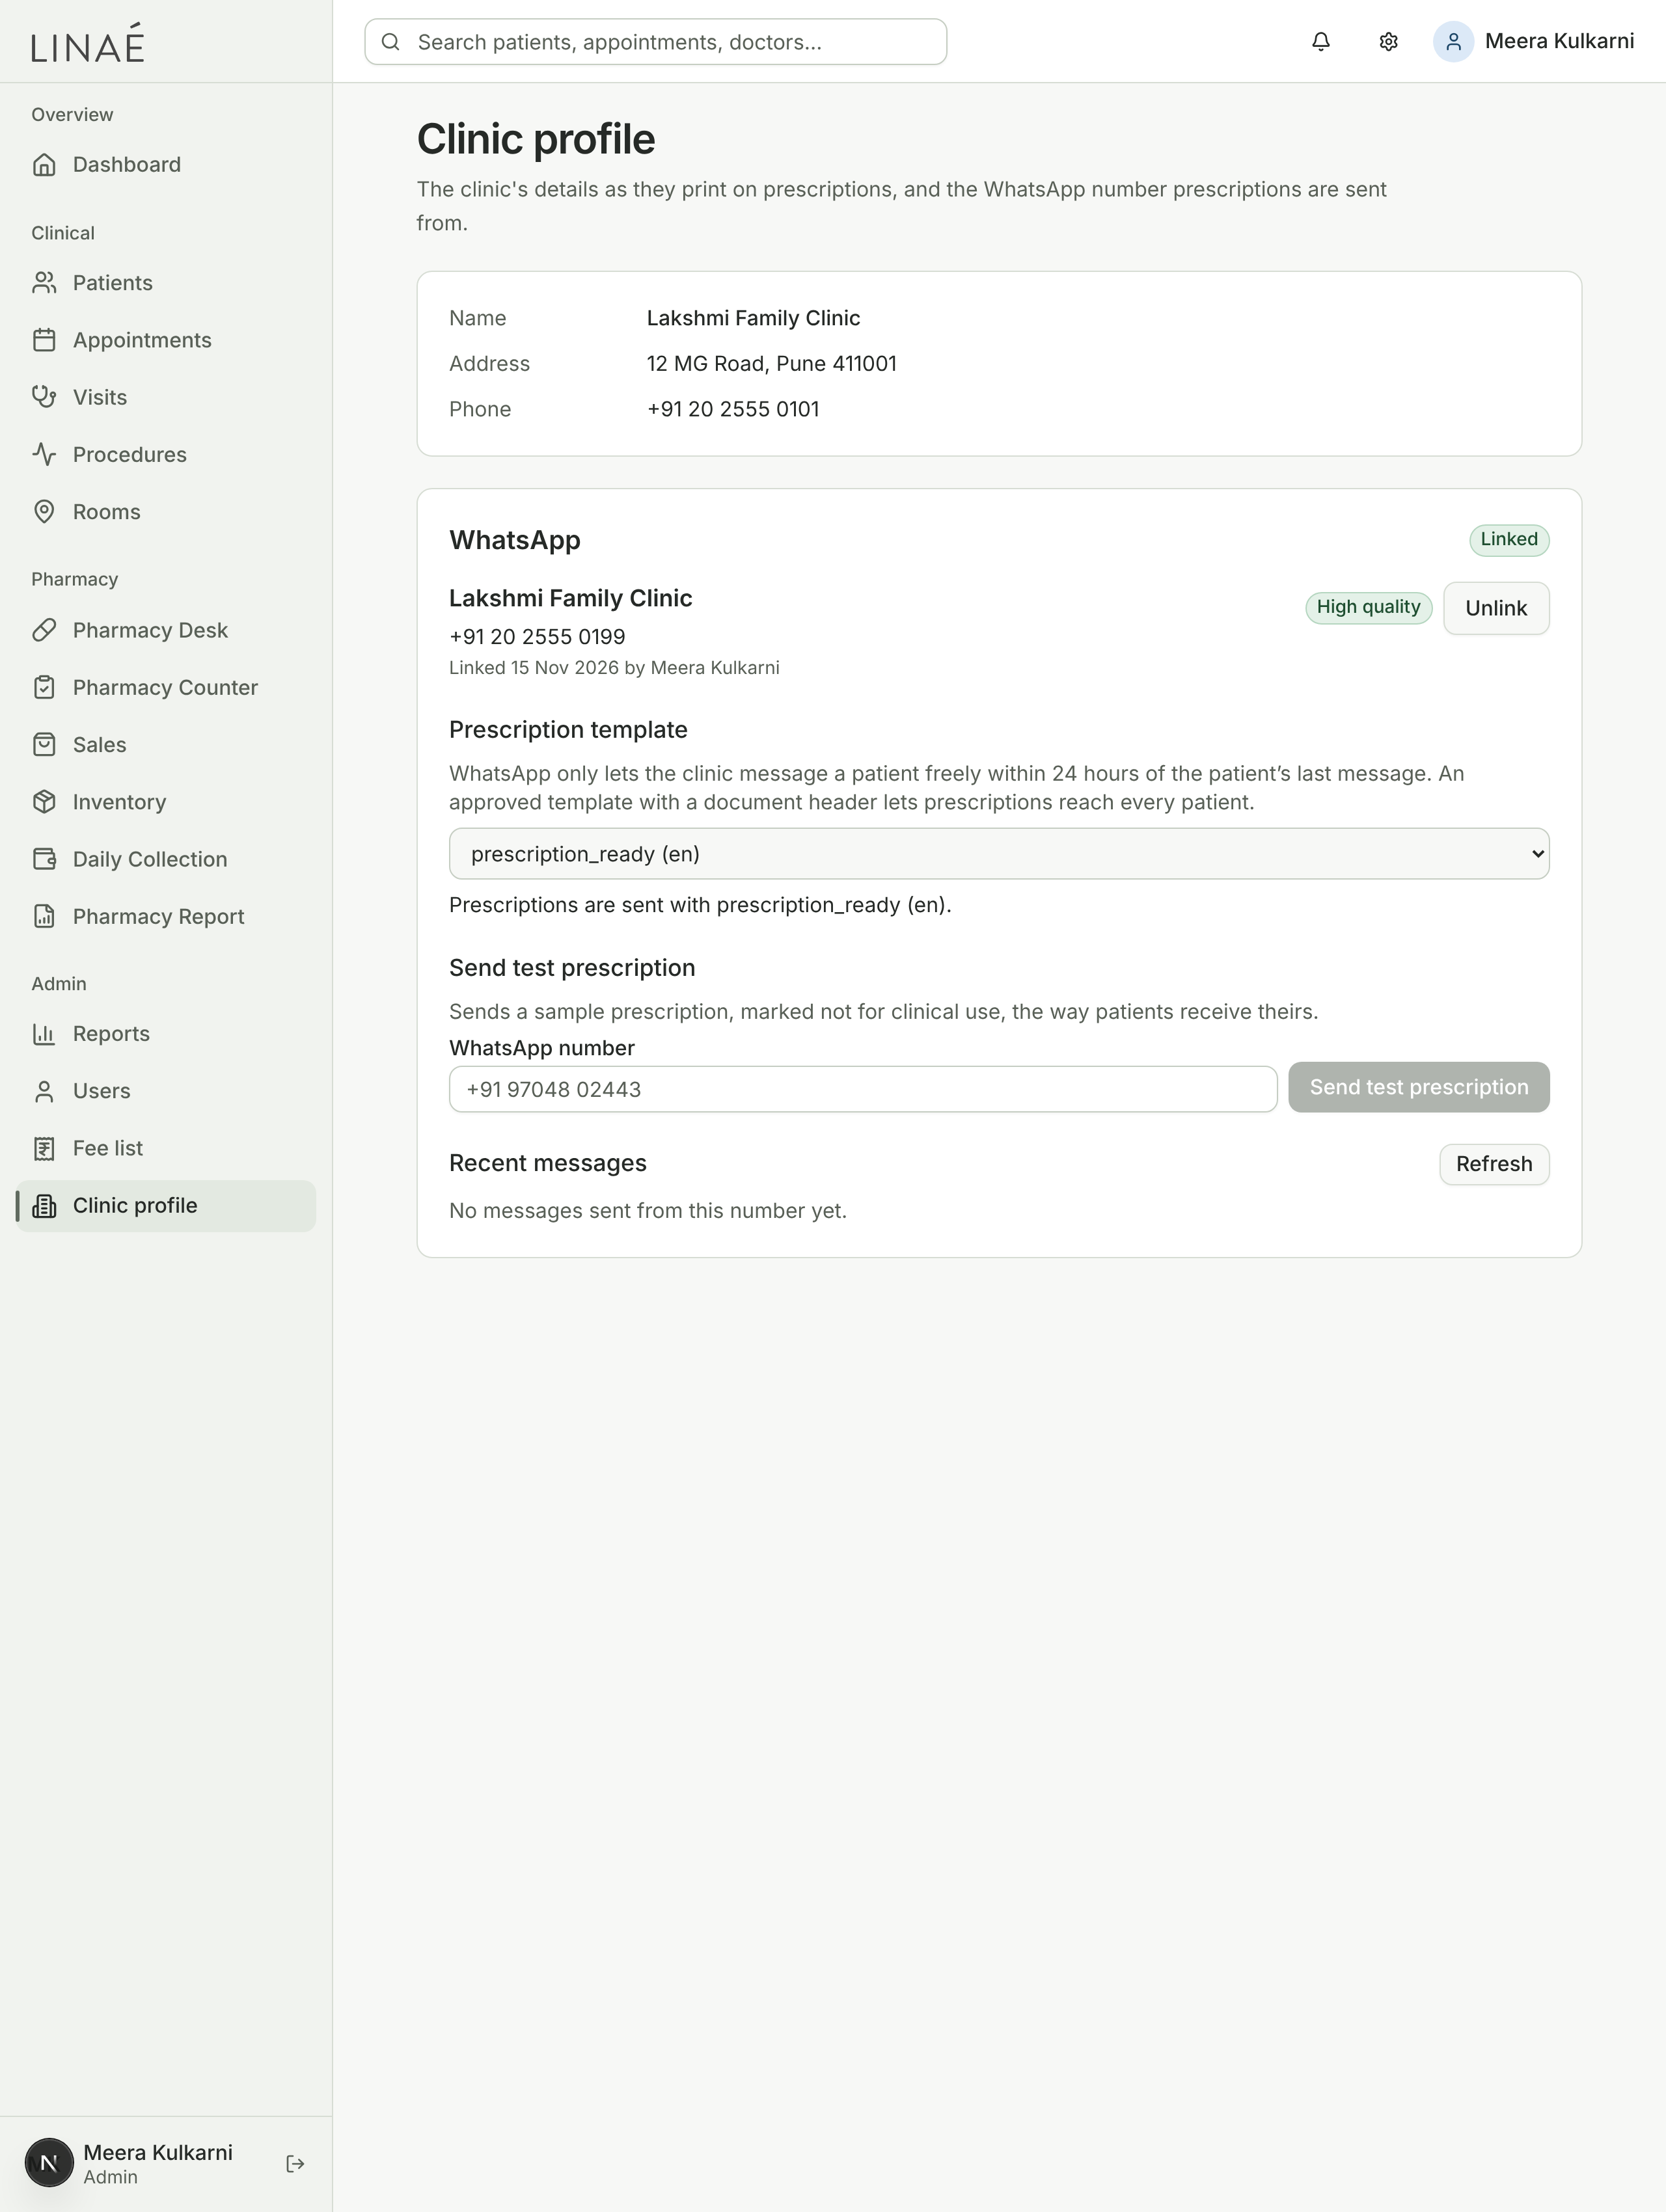 LINAÉ
Search patients, appointments, doctors...
Meera Kulkarni
Overview
Dashboard
Clinical
Patients
Appointments
Visits
Procedures
Rooms
Pharmacy
Pharmacy Desk
Pharmacy Counter
Sales
Inventory
Daily Collection
Pharmacy Report
Admin
Reports
Users
Fee list
Clinic profile
Meera Kulkarni
Admin
Clinic profile
The clinic's details as they print on prescriptions, and the WhatsApp number prescriptions are sent
from.
Name Lakshmi Family Clinic
Address 12 MG Road, Pune 411001
Phone +91 20 2555 0101
WhatsApp Linked
Lakshmi Family Clinic High quality Unlink
+91 20 2555 0199
Linked 15 Nov 2026 by Meera Kulkarni
Prescription template
WhatsApp only lets the clinic message a patient freely within 24 hours of the patient’s last message. An
approved template with a document header lets prescriptions reach every patient.
prescription_ready (en)
Prescriptions are sent with prescription_ready (en).
Send test prescription
Sends a sample prescription, marked not for clinical use, the way patients receive theirs.
WhatsApp number
+91 97048 02443 Send test prescription
Recent messages Refresh
No messages sent from this number yet.